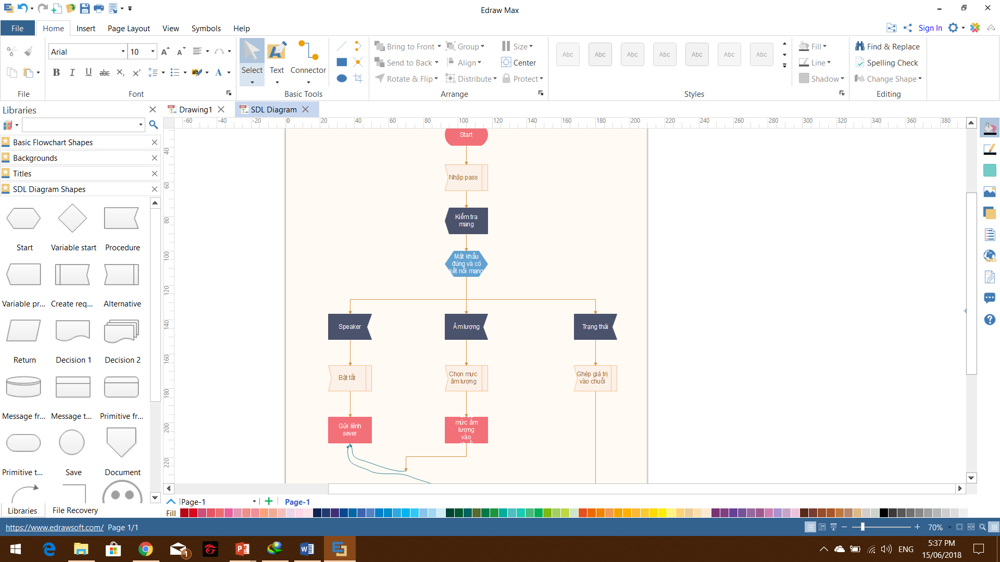 Edraw Max
File Home Insert Page Layout View Symbols Help Sign In
Arial 10
Select Text Connector
Bring to Front Group Size
Send to Back Align Center
Rotate & Flip Distribute Protect
Abc Abc Abc Abc Abc Abc Abc
Fill
Line
Shadow
Find & Replace
Spelling Check
Change Shape
File Font Basic Tools Arrange Styles Editing
Libraries
Drawing1 SDL Diagram
-60 -40 -20 0 20 40 60 80 100 120 140 160 180 200 220 240 260 280 300 320 340 360 380
40 60 80 100 120 140 160 180 200 220
Basic Flowchart Shapes
Backgrounds
Titles
SDL Diagram Shapes
Start Variable start Procedure
Variable pr... Create req... Alternative
Return Decision 1 Decision 2
Message fr... Message t... Primitive fr...
Primitive t... Save Document
Start
Nhập pass
Kiểm tra
mang
Mật khẩu
đúng và có
kết nối mạng
Speaker
Âm lượng
Trạng thái
Bật tắt
Chọn mực
âm lượng
Ghép giá trị
vào chuổi
Gửi lênh
sever
mức âm
lượng
vào
Page-1 Page-1
Libraries File Recovery
Fill
https://www.edrawsoft.com/ Page 1/1
70%
1
ENG
5:37 PM
15/06/2018